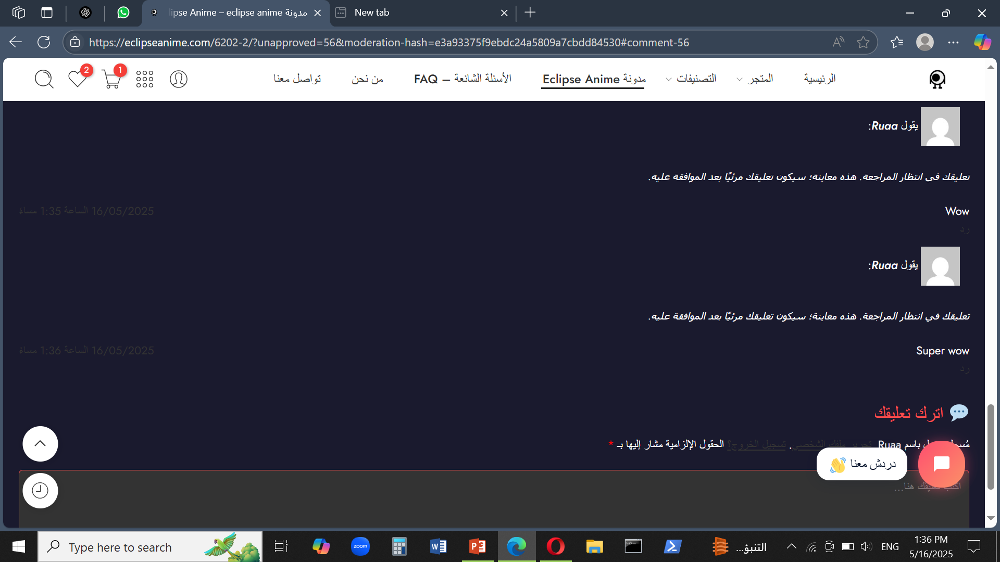 مدونة Eclipse Anime – eclipse anime
New tab
https://eclipseanime.com/6202-2/?unapproved=56&moderation-hash=e3a93375f9ebdc24a5809a7cbdd84530#comment-56
الرئيسية
المتجر
التصنيفات
مدونة Eclipse Anime
الأسئلة الشائعة – FAQ
من نحن
تواصل معنا
1
2
يقول Ruaa:
تعليقك في انتظار المراجعة. هذه معاينة؛ سيكون تعليقك مرئيًا بعد الموافقة عليه.
16/05/2025 الساعة 1:35 مساءً
Wow
رد
يقول Ruaa:
تعليقك في انتظار المراجعة. هذه معاينة؛ سيكون تعليقك مرئيًا بعد الموافقة عليه.
16/05/2025 الساعة 1:36 مساءً
Super wow
رد
اترك تعليقك
باسم Ruaa. تحرير ملفك الشخصي. تسجيل الخروج؟ الحقول الإلزامية مشار إليها بـ *
دردش معنا
اكتب تعليقك هنا...
Type here to search
zoom
التنبؤ...
ENG
1:36 PM
5/16/2025